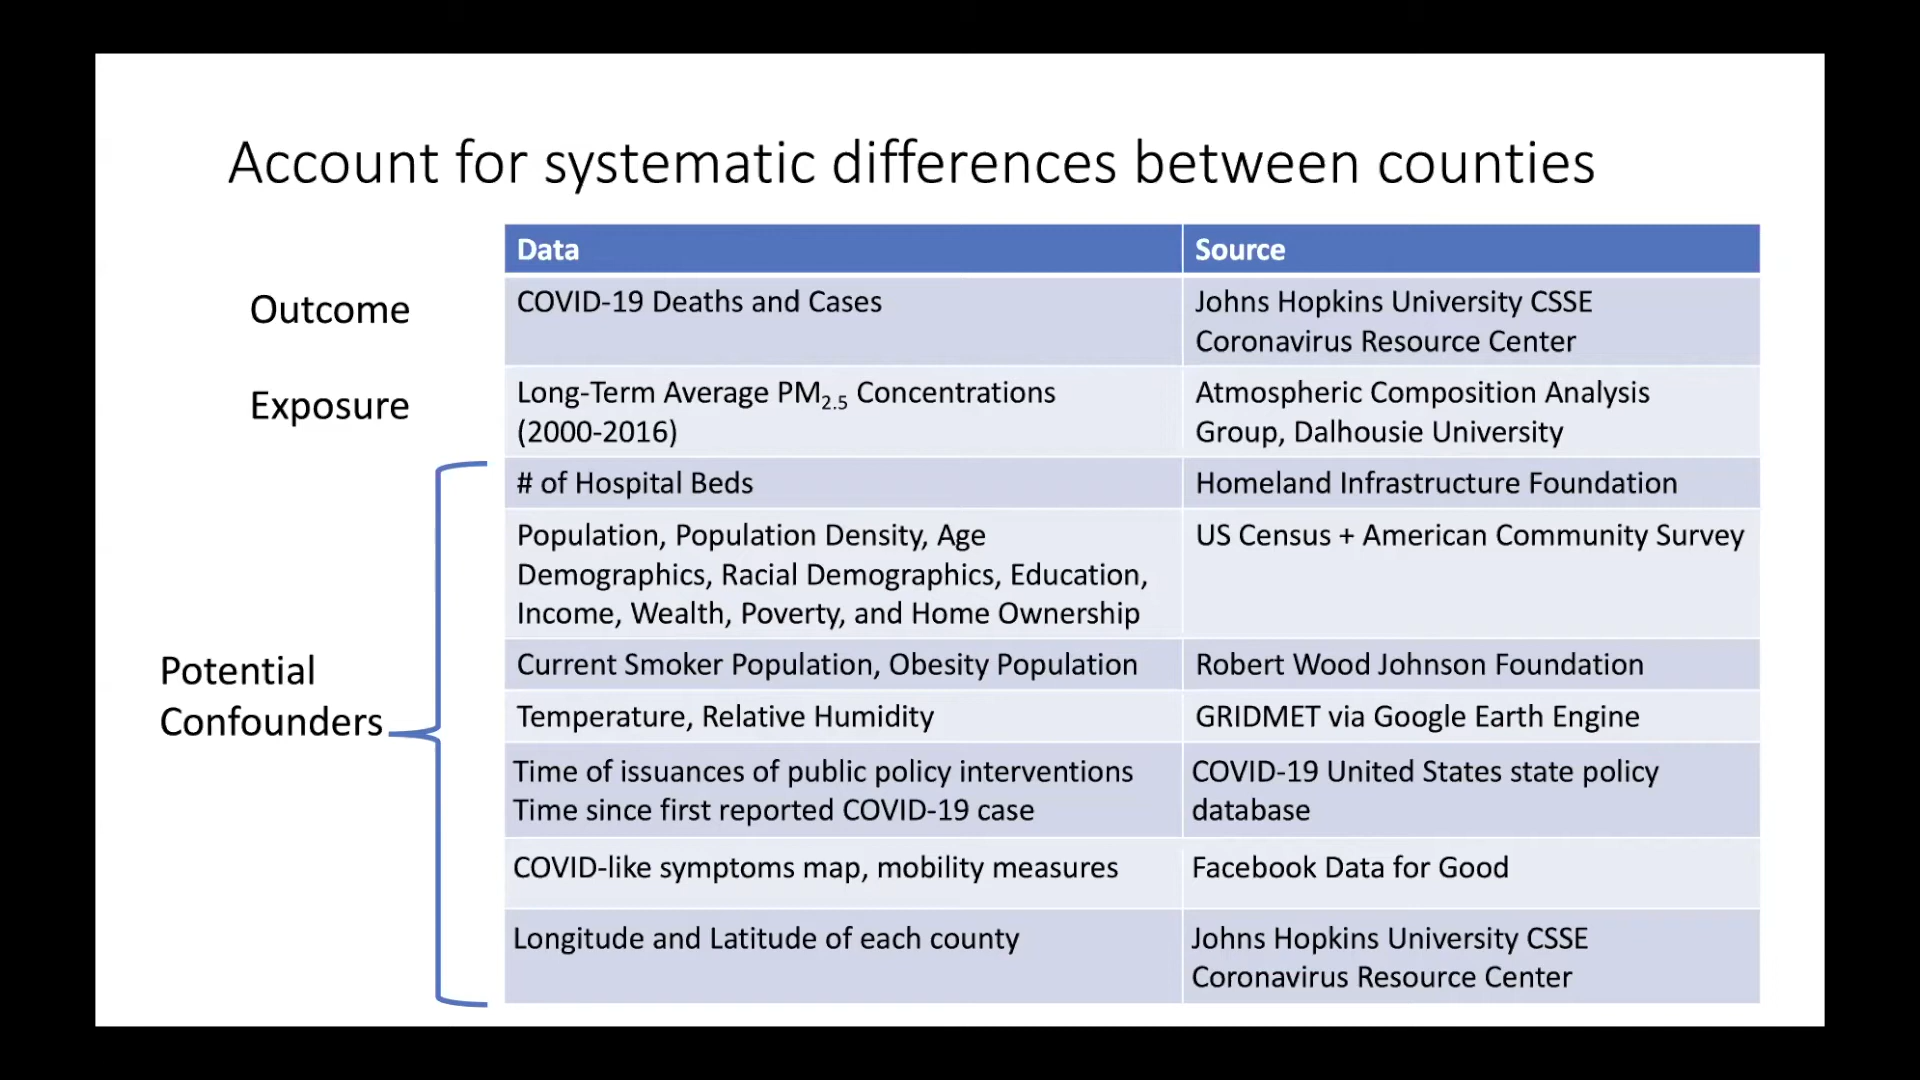 Account for systematic differences between counties
Data
Source
Outcome
COVID-19 Deaths and Cases
Johns Hopkins University CSSE
Coronavirus Resource Center
Exposure
Long-Term Average PM2.5 Concentrations
(2000-2016)
Atmospheric Composition Analysis
Group, Dalhousie University
Potential
Confounders
# of Hospital Beds
Homeland Infrastructure Foundation
Population, Population Density, Age
Demographics, Racial Demographics, Education,
Income, Wealth, Poverty, and Home Ownership
US Census + American Community Survey
Current Smoker Population, Obesity Population
Robert Wood Johnson Foundation
Temperature, Relative Humidity
GRIDMET via Google Earth Engine
Time of issuances of public policy interventions
Time since first reported COVID-19 case
COVID-19 United States state policy
database
COVID-like symptoms map, mobility measures
Facebook Data for Good
Longitude and Latitude of each county
Johns Hopkins University CSSE
Coronavirus Resource Center